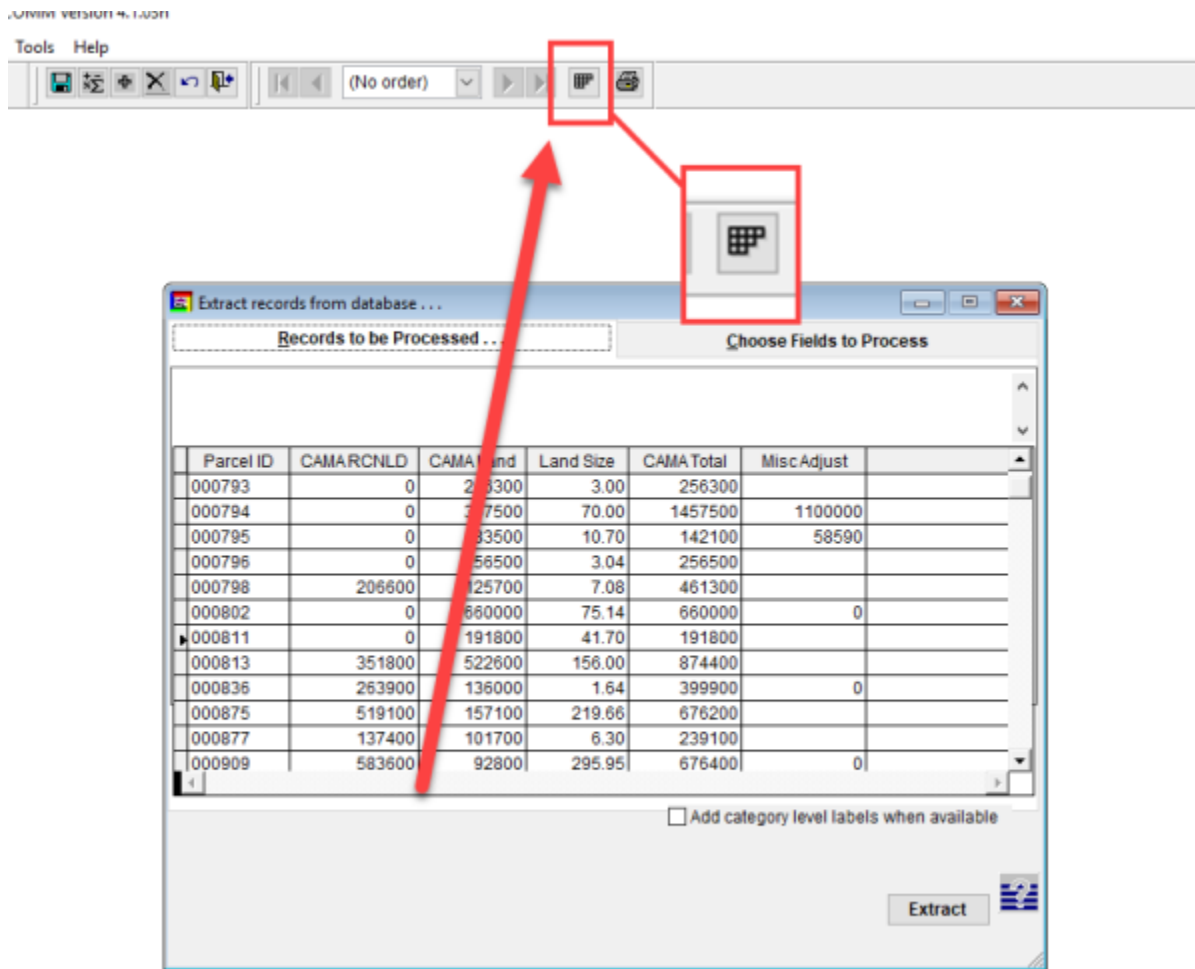 Version
Tools Help
(No order)
Extract records from database . . .
Records to be Processed . . .
Choose Fields to Process
Parcel ID CAMARCNLD CAMA Land Size CAMATotal MiscAdjust
000793 0 3.00 256300
000794 0 70.00 1457500 1100000
000795 0 10.70 142100 58590
000796 0 3.04 256500
000798 206600 7.08 461300
000802 0 660000 75.14 660000 0
000811 0 191800 41.70 191800
000813 351800 522600 156.00 874400
000836 263900 136000 1.64 399900 0
000875 519100 157100 219.66 676200
000877 137400 101700 6.30 239100
000909 583600 92800 295.95 676400 0
Add category level labels when available
Extract